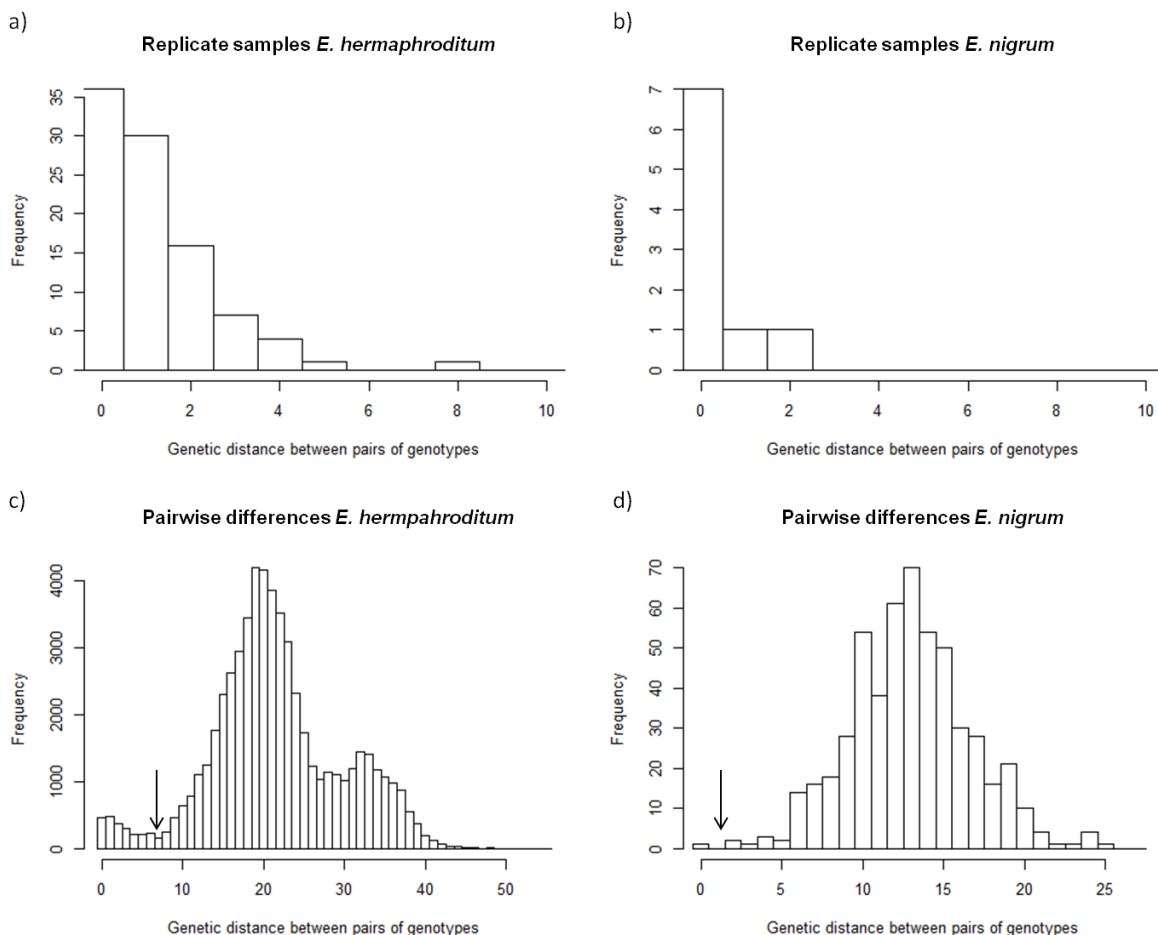 a)
Replicate samples E. hermaphroditum
35
30
25
20
15
10
5
0
Frequency
0 2 4 6 8 10
Genetic distance between pairs of genotypes
b)
Replicate samples E. nigrum
7
6
5
4
3
2
1
0
Frequency
0 2 4 6 8 10
Genetic distance between pairs of genotypes
c)
Pairwise differences E. hermpahroditum
4000
3000
2000
1000
0
Frequency
0 10 20 30 40 50
Genetic distance between pairs of genotypes
d)
Pairwise differences E. nigrum
70
60
50
40
30
20
10
0
Frequency
0 5 10 15 20 25
Genetic distance between pairs of genotypes